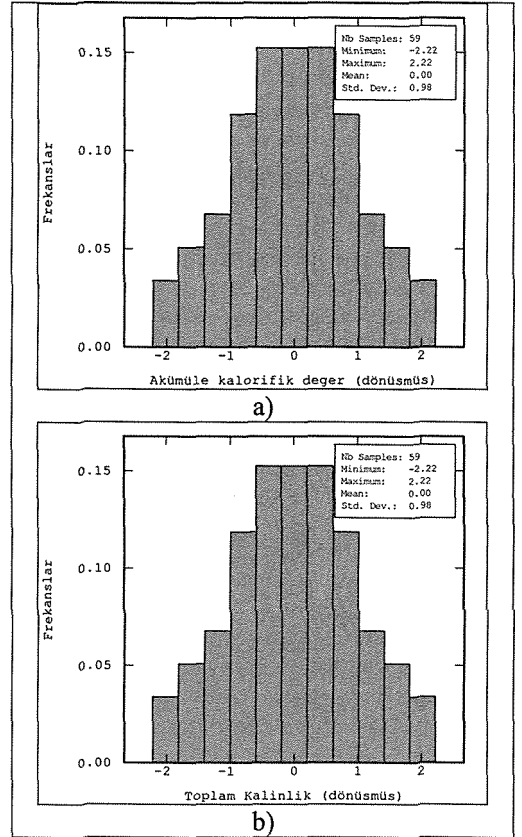 Nb Samples: 59
Minimum: -2.22
Maximum: 2.22
Mean: 0.00
Std. Dev.: 0.98
Frekanslar
0.15
0.10
0.05
0.00
-2 -1 0 1 2
Akümüle kalorifik deger (dönüsmüs)
a)
Nb Samples: 59
Minimum: -2.22
Maximum: 2.22
Mean: 0.00
Std. Dev.: 0.98
Frekanslar
0.15
0.10
0.05
0.00
-2 -1 0 1 2
Toplam Kalinlik (dönüsmüs)
b)